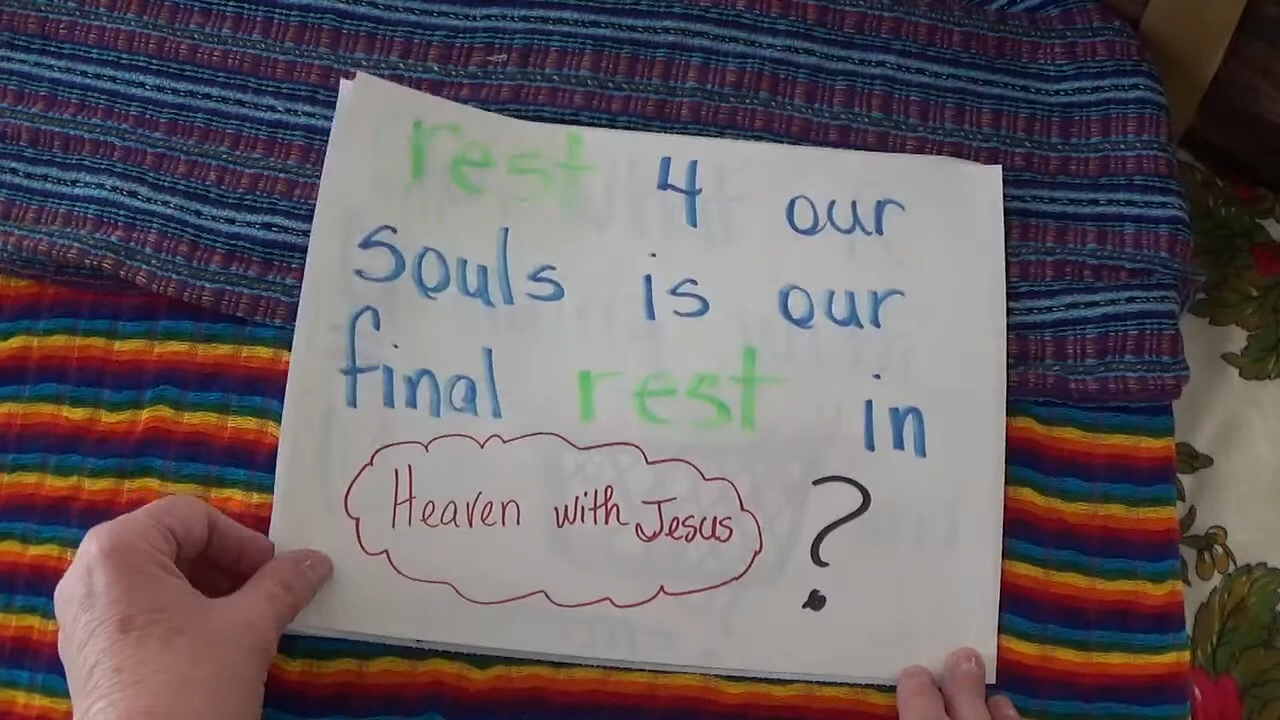 rest 4 our
souls is our
final rest in
Heaven with Jesus ?